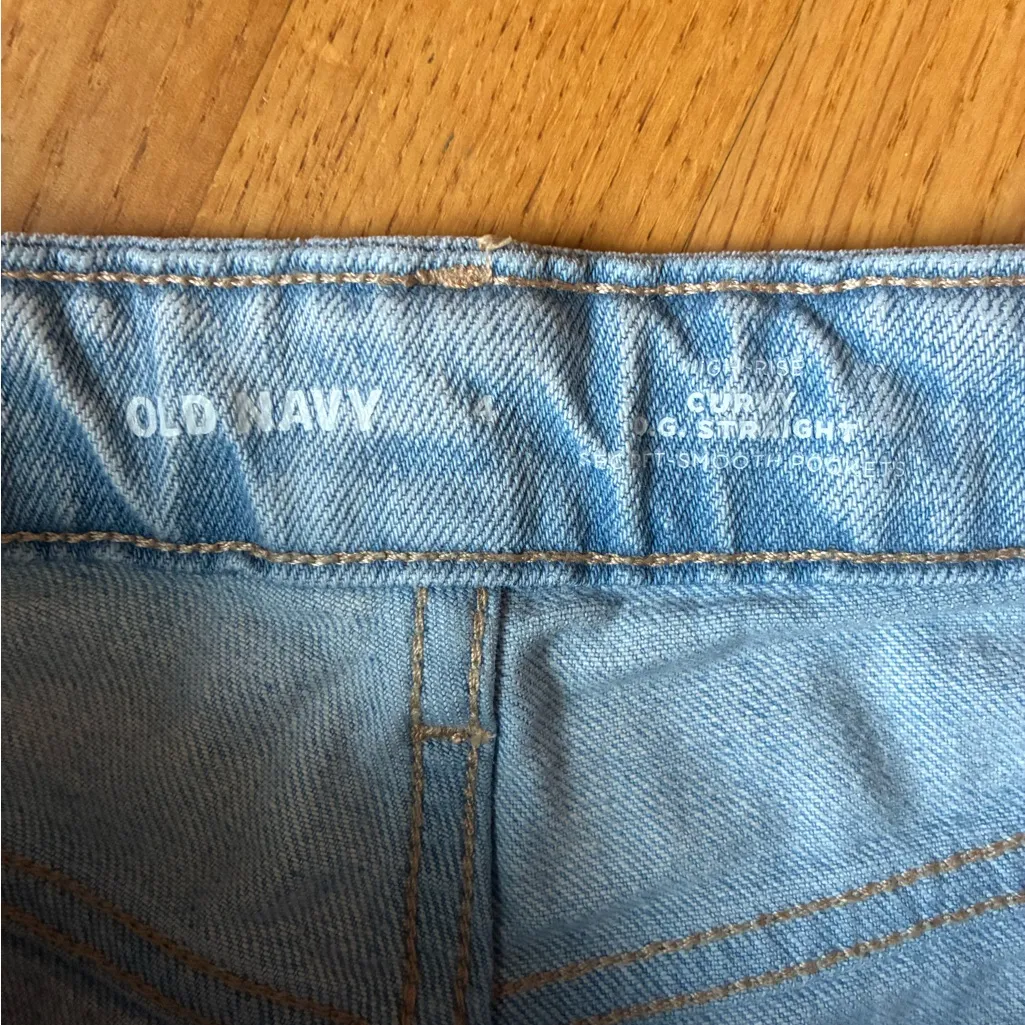 OLD NAVY
4
HIGH-RISE
CURVY
O.G. STRAIGHT
SECRET SMOOTH POCKETS